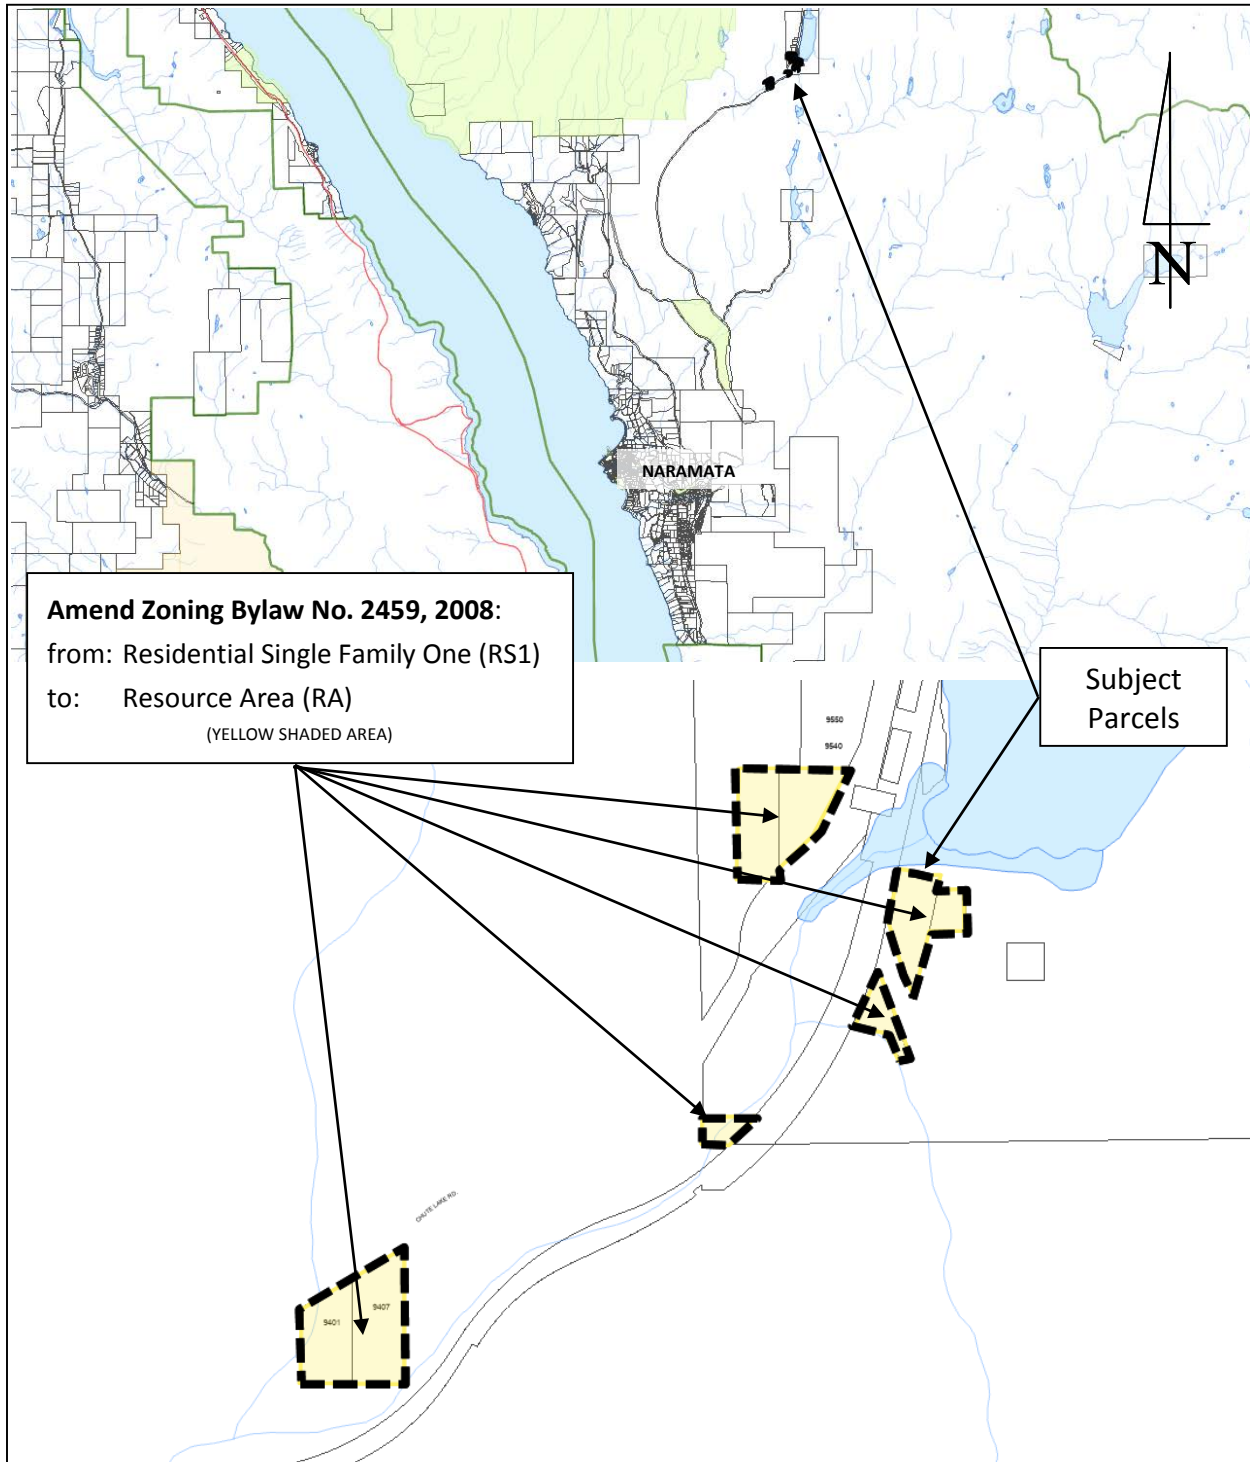 N
NARAMATA
Amend Zoning Bylaw No. 2459, 2008:
from: Residential Single Family One (RS1)
to: Resource Area (RA)
(YELLOW SHADED AREA)
Subject
Parcels
9550
9540
CHUTE LAKE RD.
9407
9401